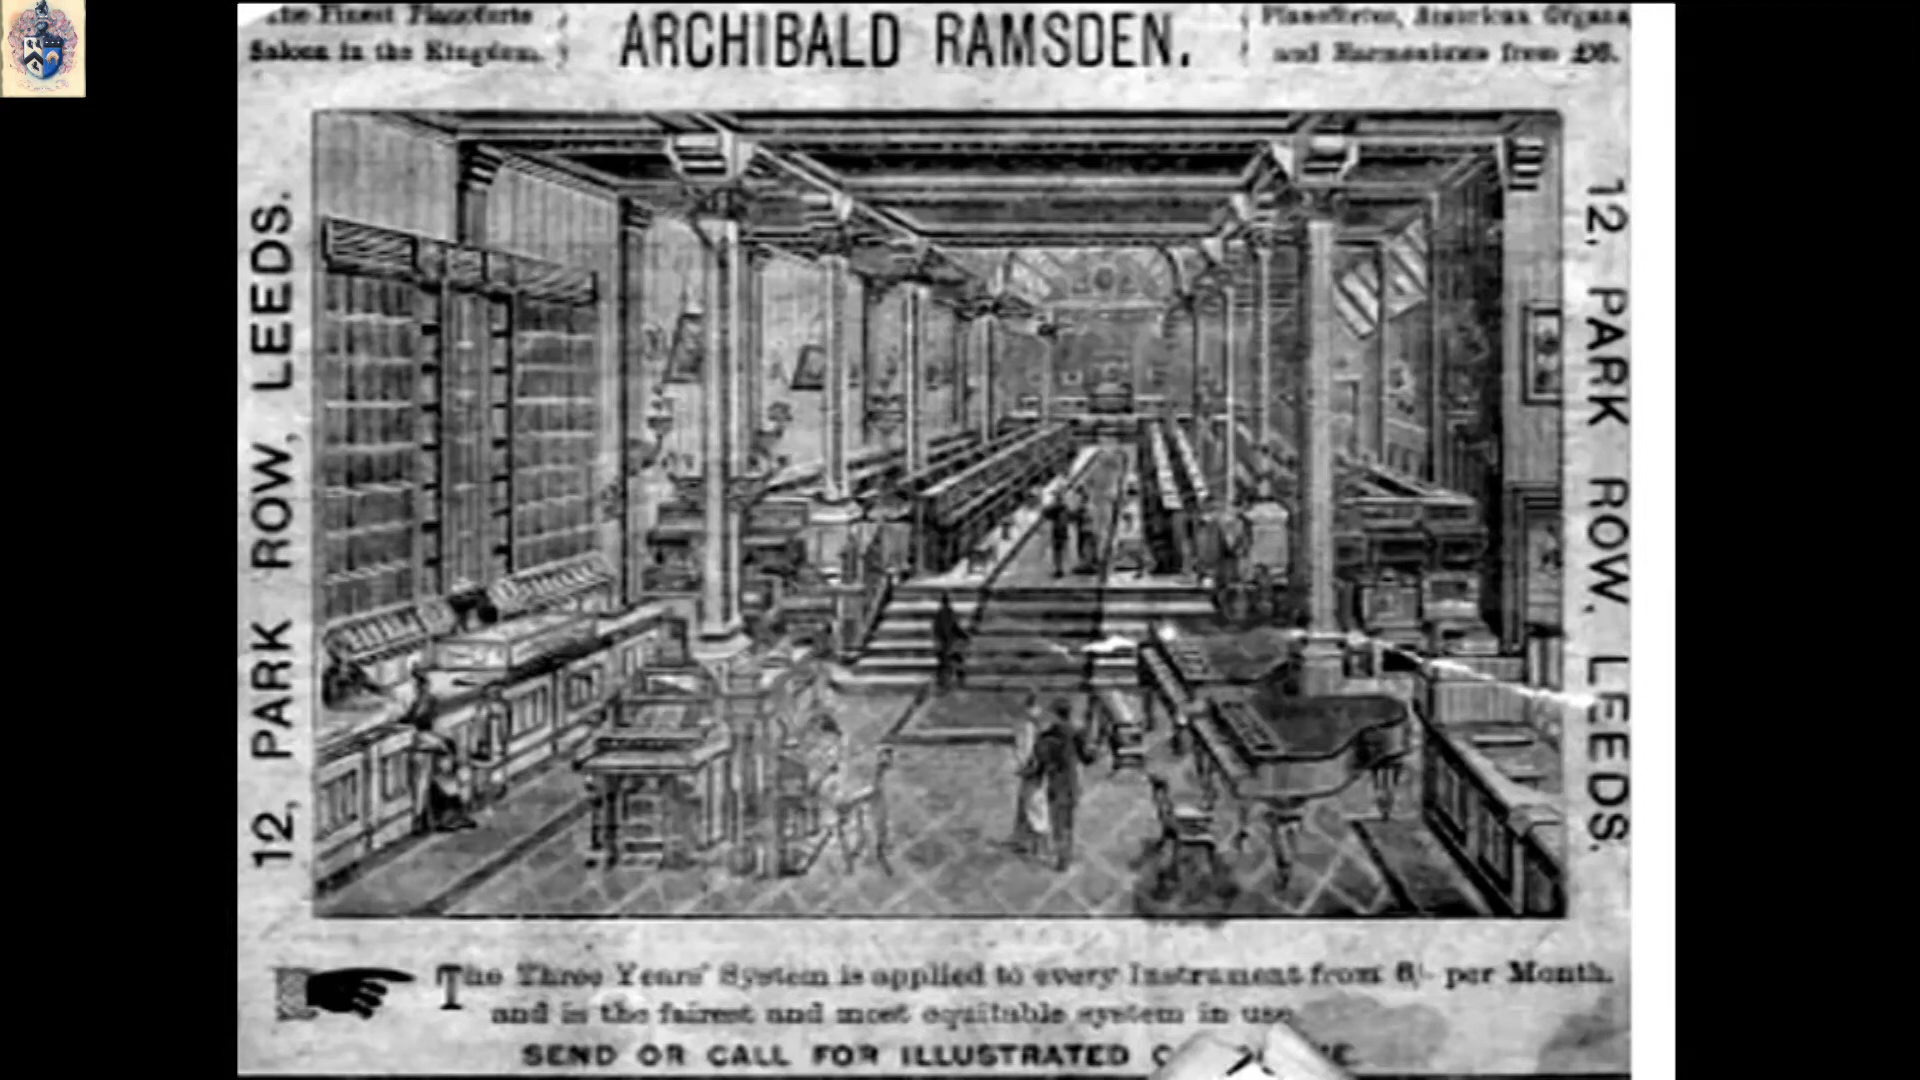 The Finest Pianoforte
Saloon in the Kingdom.
ARCHIBALD RAMSDEN.
Pianofortes, American Organs
and Harmoniums from £6.
12, PARK ROW, LEEDS.
12, PARK ROW, LEEDS.
The Three Years' System is applied to every Instrument from 6/- per Month.
and is the fairest and most equitable system in use
SEND OR CALL FOR ILLUSTRATED